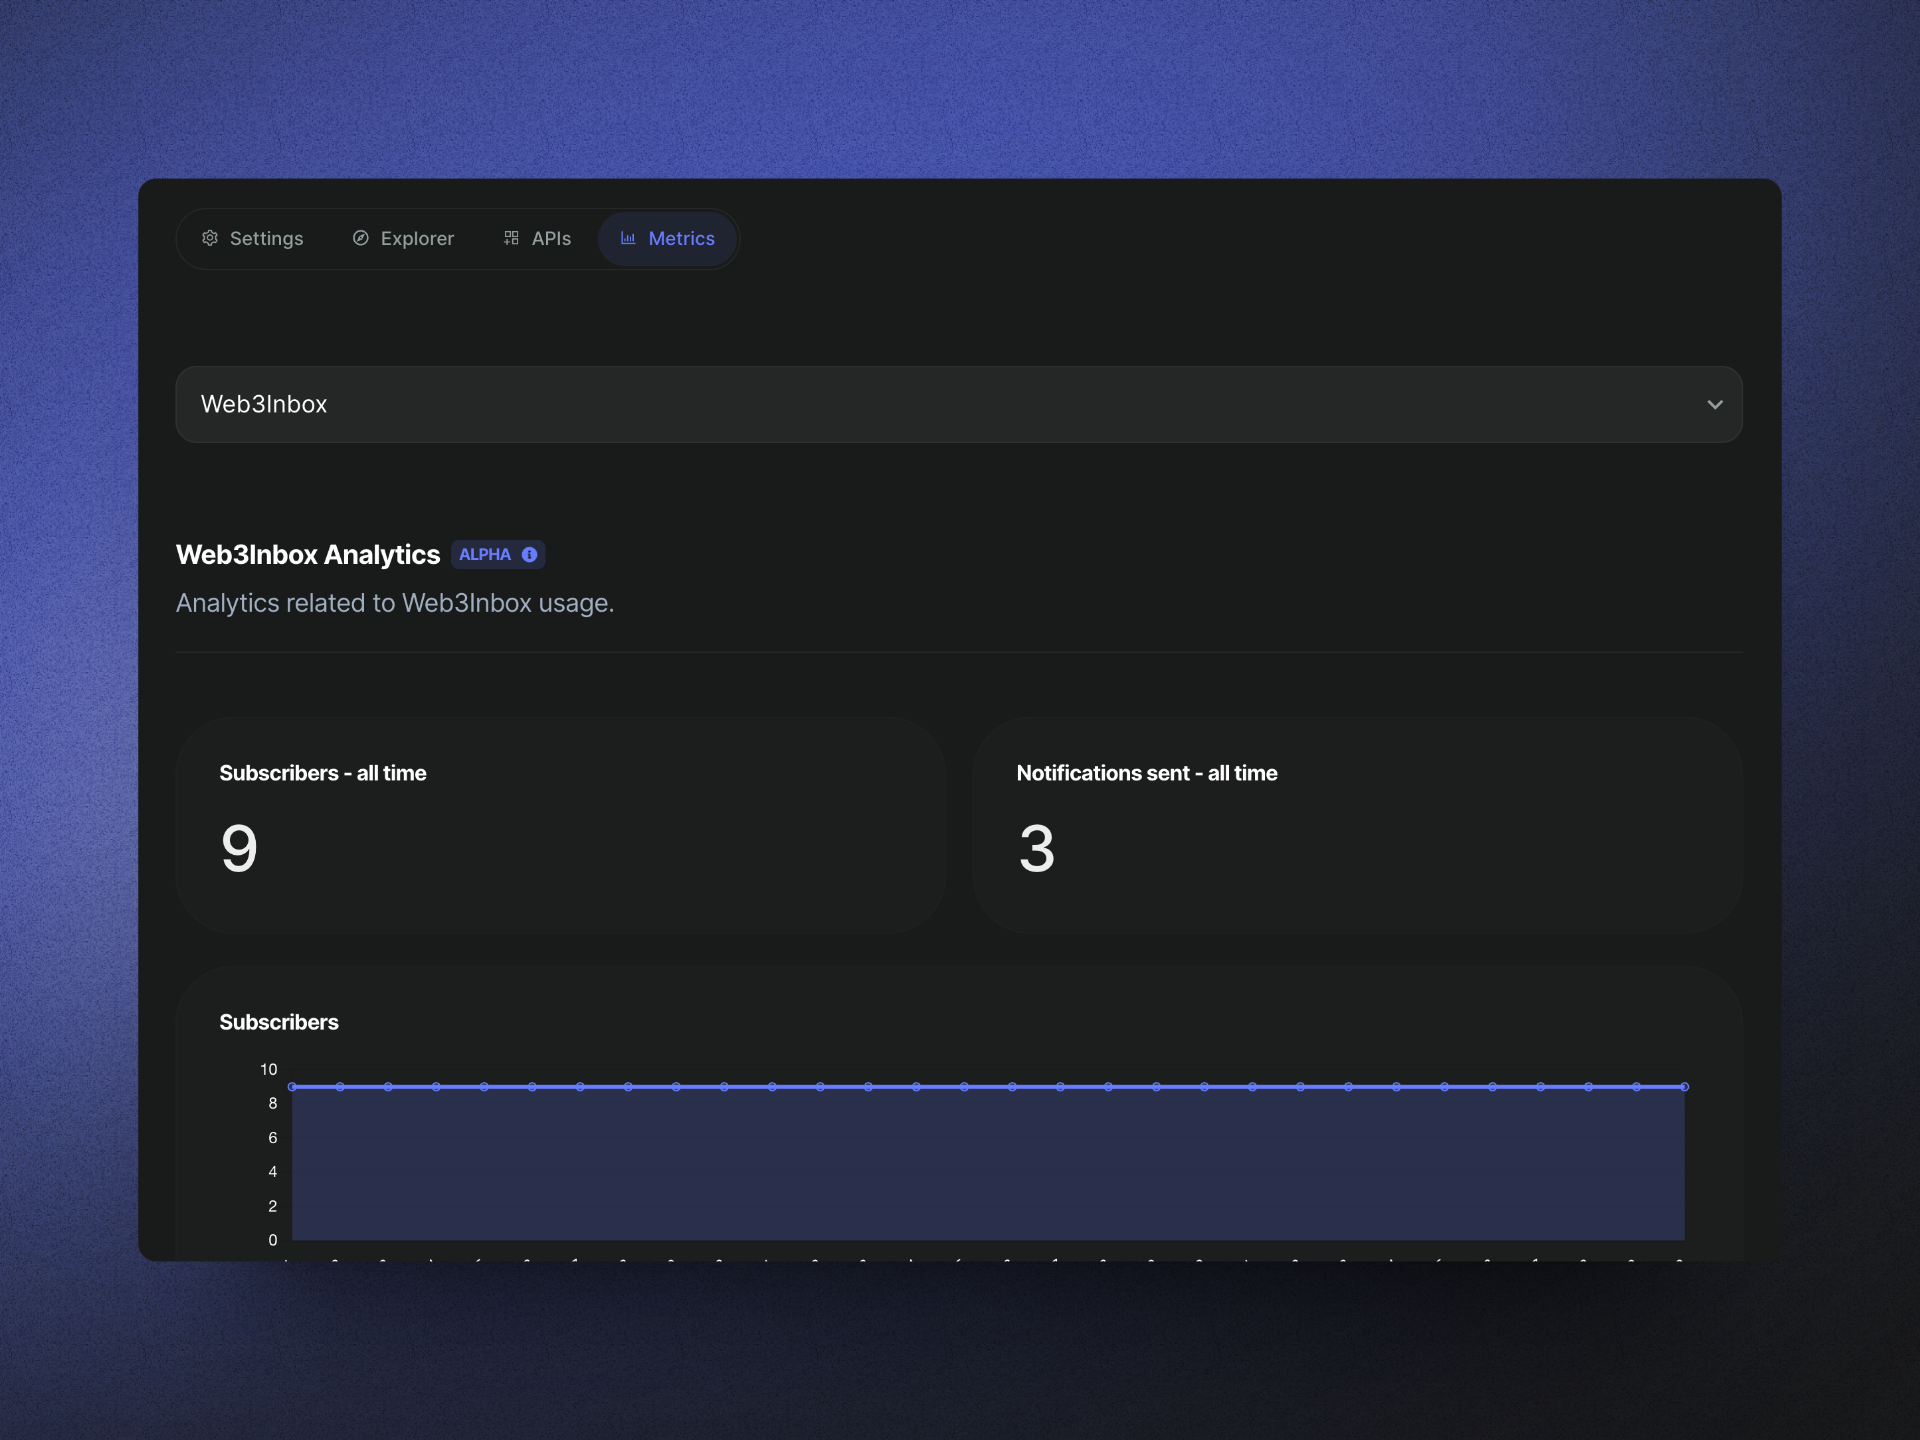 Settings
Explorer
APIs
Metrics
Web3Inbox
Web3Inbox Analytics ALPHA
Analytics related to Web3Inbox usage.
Subscribers - all time
9
Notifications sent - all time
3
Subscribers
10
8
6
4
2
0